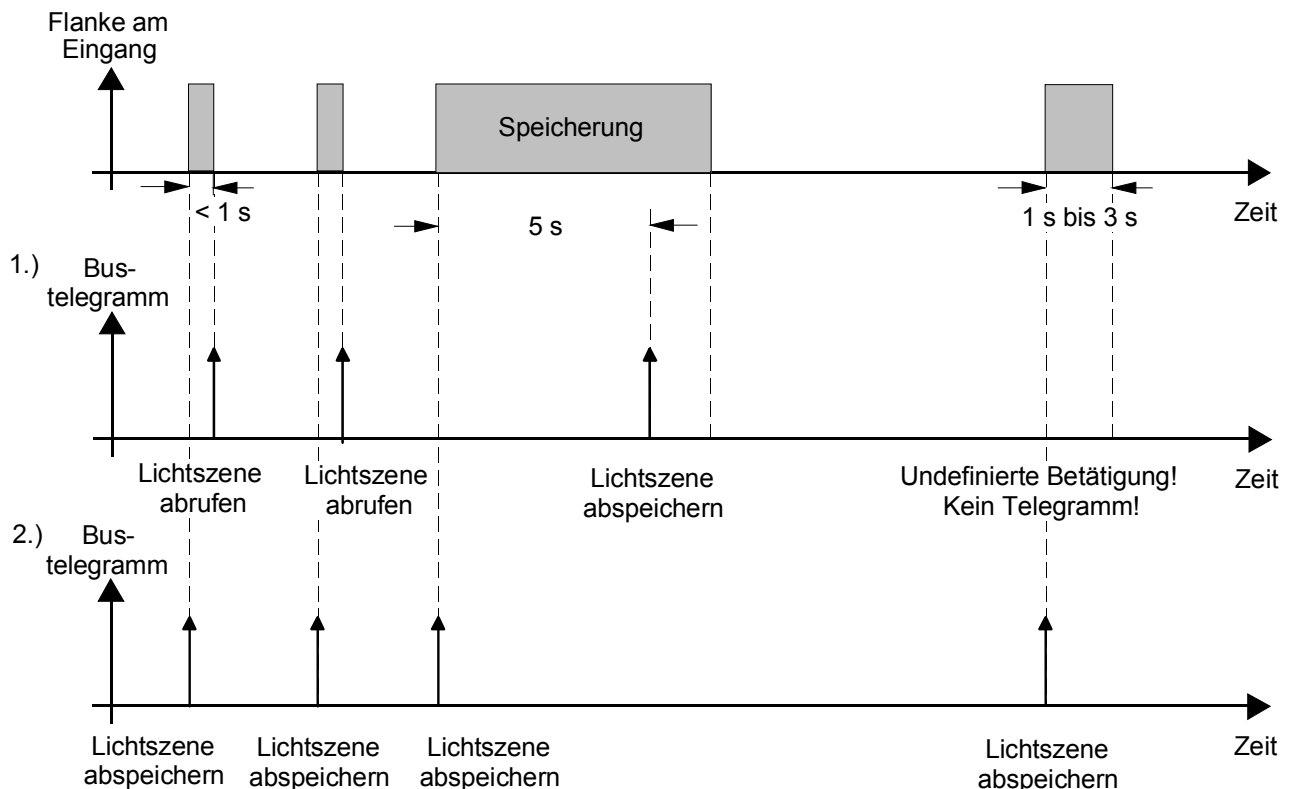 Flanke am
Eingang
Speicherung
< 1 s
5 s
1 s bis 3 s
Zeit
1.) Bus-
telegramm
Lichtszene
abrufen
Lichtszene
abrufen
Lichtszene
abspeichern
Undefinierte Betätigung!
Kein Telegramm!
Zeit
2.) Bus-
telegramm
Lichtszene
abspeichern
Lichtszene
abspeichern
Lichtszene
abspeichern
Lichtszene
abspeichern
Zeit